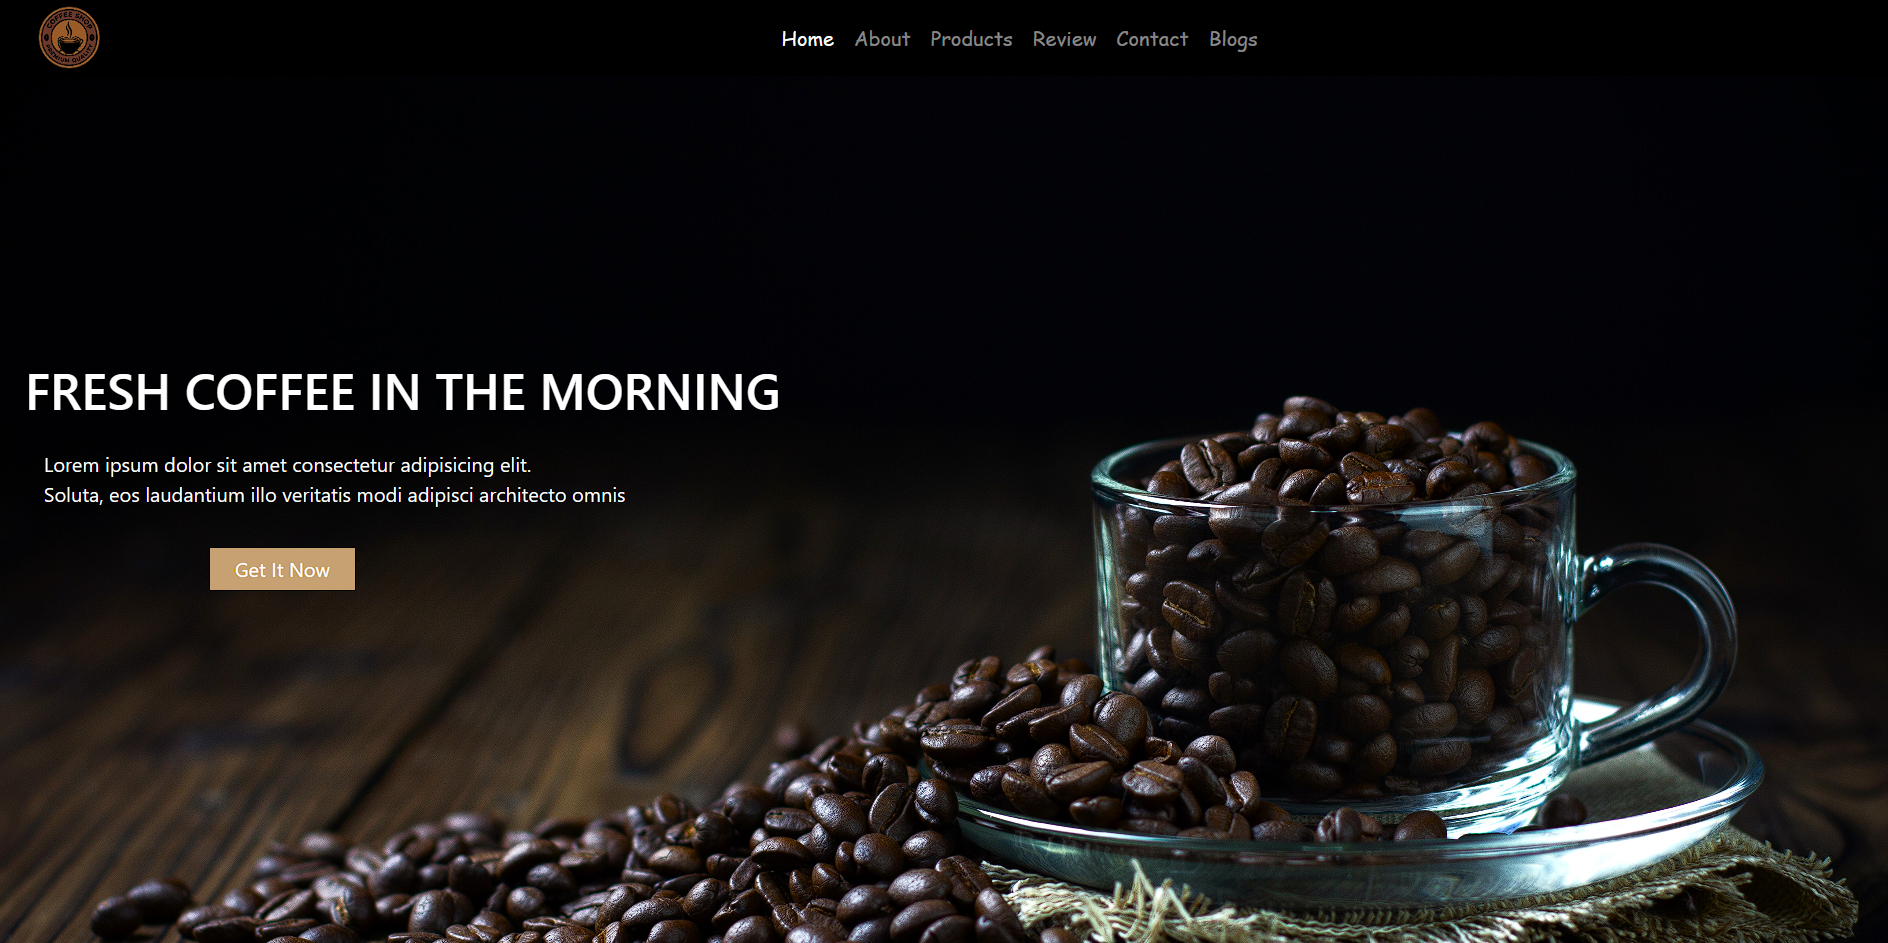 COFFEE SHOP
PREMIUM QUALITY
Home About Products Review Contact Blogs
FRESH COFFEE IN THE MORNING
Lorem ipsum dolor sit amet consectetur adipisicing elit.
Soluta, eos laudantium illo veritatis modi adipisci architecto omnis
Get It Now